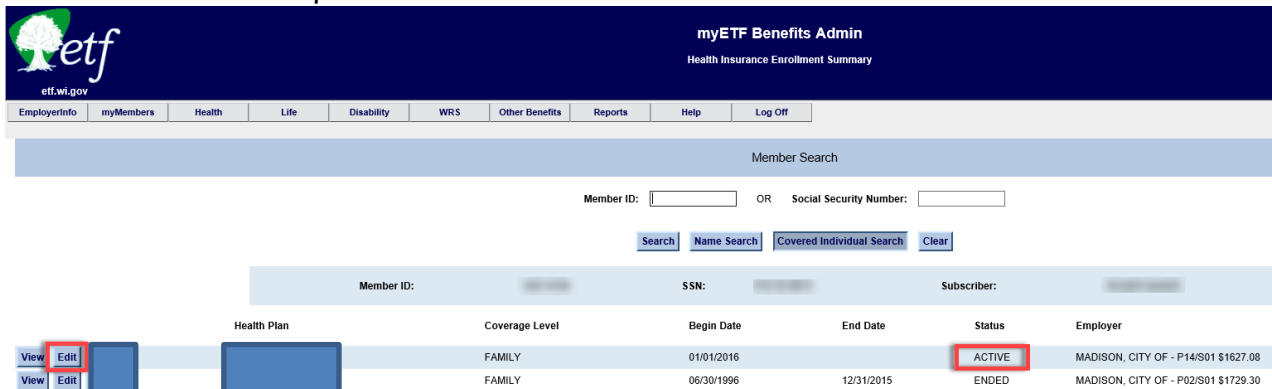 etf
etf.wi.gov
myETF Benefits Admin
Health Insurance Enrollment Summary
EmployerInfo myMembers Health Life Disability WRS Other Benefits Reports Help Log Off
Member Search
Member ID: OR Social Security Number:
Search Name Search Covered Individual Search Clear
Member ID: SSN: Subscriber:
Health Plan Coverage Level Begin Date End Date Status Employer
View Edit FAMILY 01/01/2016 ACTIVE MADISON, CITY OF - P14/S01 $1627.08
View Edit FAMILY 06/30/1996 12/31/2015 ENDED MADISON, CITY OF - P02/S01 $1729.30